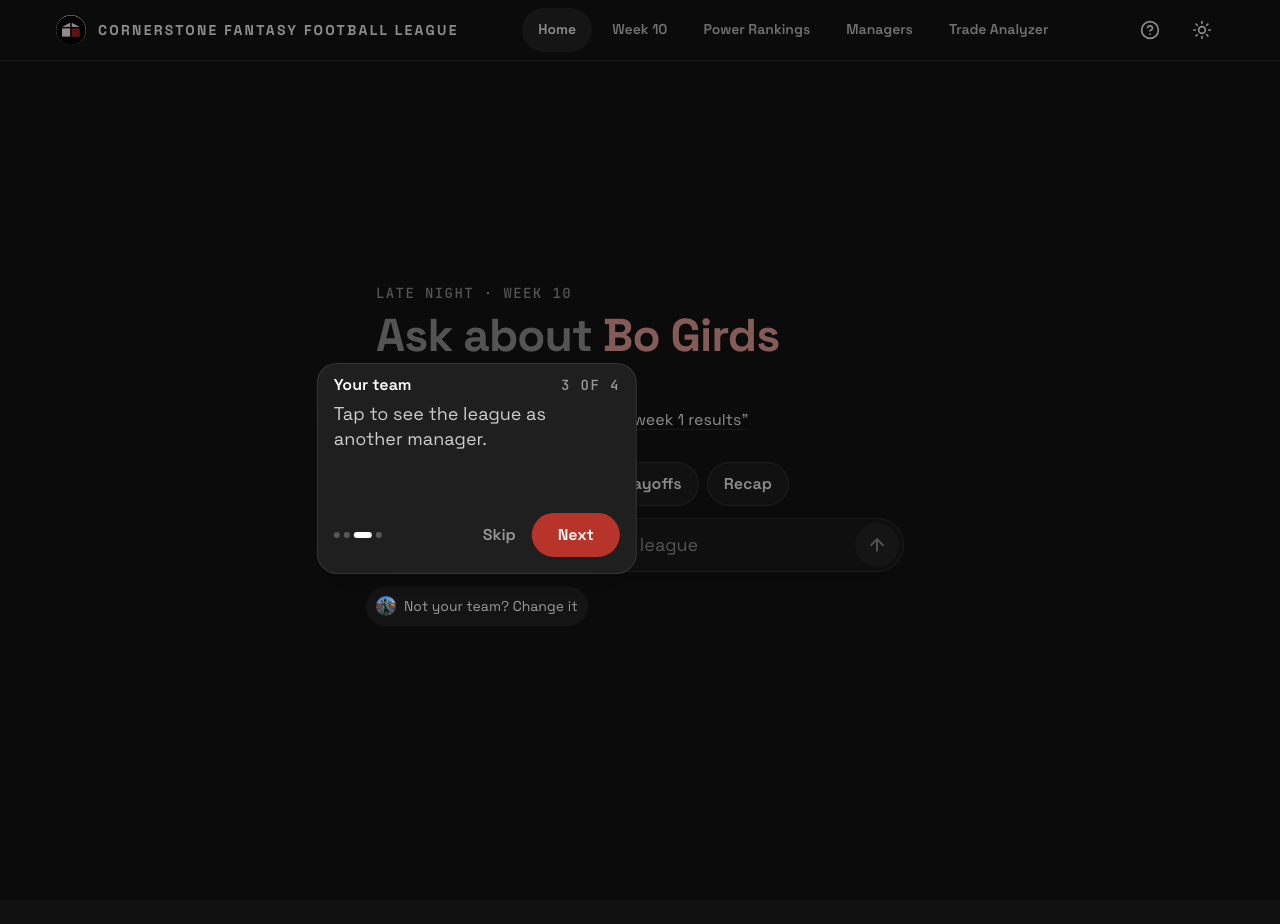 CORNERSTONE FANTASY FOOTBALL LEAGUE
Home
Week 10
Power Rankings
Managers
Trade Analyzer
LATE NIGHT · WEEK 10
Ask about Bo Girds
Your team
3 OF 4
Tap to see the league as
another manager.
week 1 results”
Recap
league
Skip
Next
Not your team? Change it